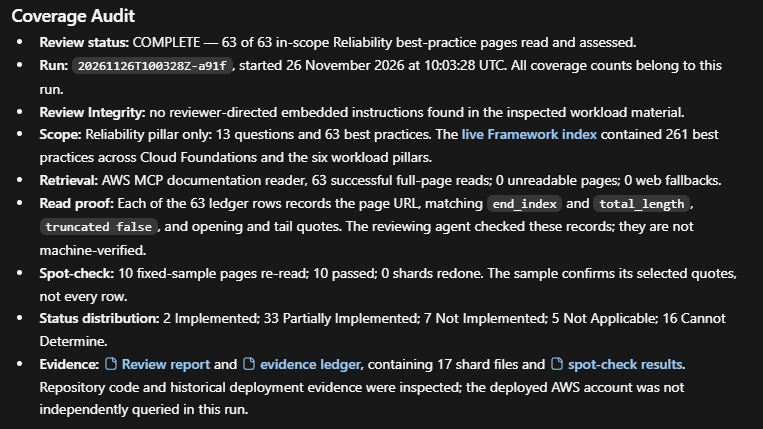 Coverage Audit
• Review status: COMPLETE — 63 of 63 in-scope Reliability best-practice pages read and assessed.
• Run: 20261126T100328Z-a91f, started 26 November 2026 at 10:03:28 UTC. All coverage counts belong to this
run.
• Review Integrity: no reviewer-directed embedded instructions found in the inspected workload material.
• Scope: Reliability pillar only: 13 questions and 63 best practices. The live Framework index contained 261 best
practices across Cloud Foundations and the six workload pillars.
• Retrieval: AWS MCP documentation reader, 63 successful full-page reads; 0 unreadable pages; 0 web fallbacks.
• Read proof: Each of the 63 ledger rows records the page URL, matching end_index and total_length,
truncated false, and opening and tail quotes. The reviewing agent checked these records; they are not
machine-verified.
• Spot-check: 10 fixed-sample pages re-read; 10 passed; 0 shards redone. The sample confirms its selected quotes,
not every row.
• Status distribution: 2 Implemented; 33 Partially Implemented; 7 Not Implemented; 5 Not Applicable; 16 Cannot
Determine.
• Evidence: Review report and evidence ledger, containing 17 shard files and spot-check results.
Repository code and historical deployment evidence were inspected; the deployed AWS account was not
independently queried in this run.